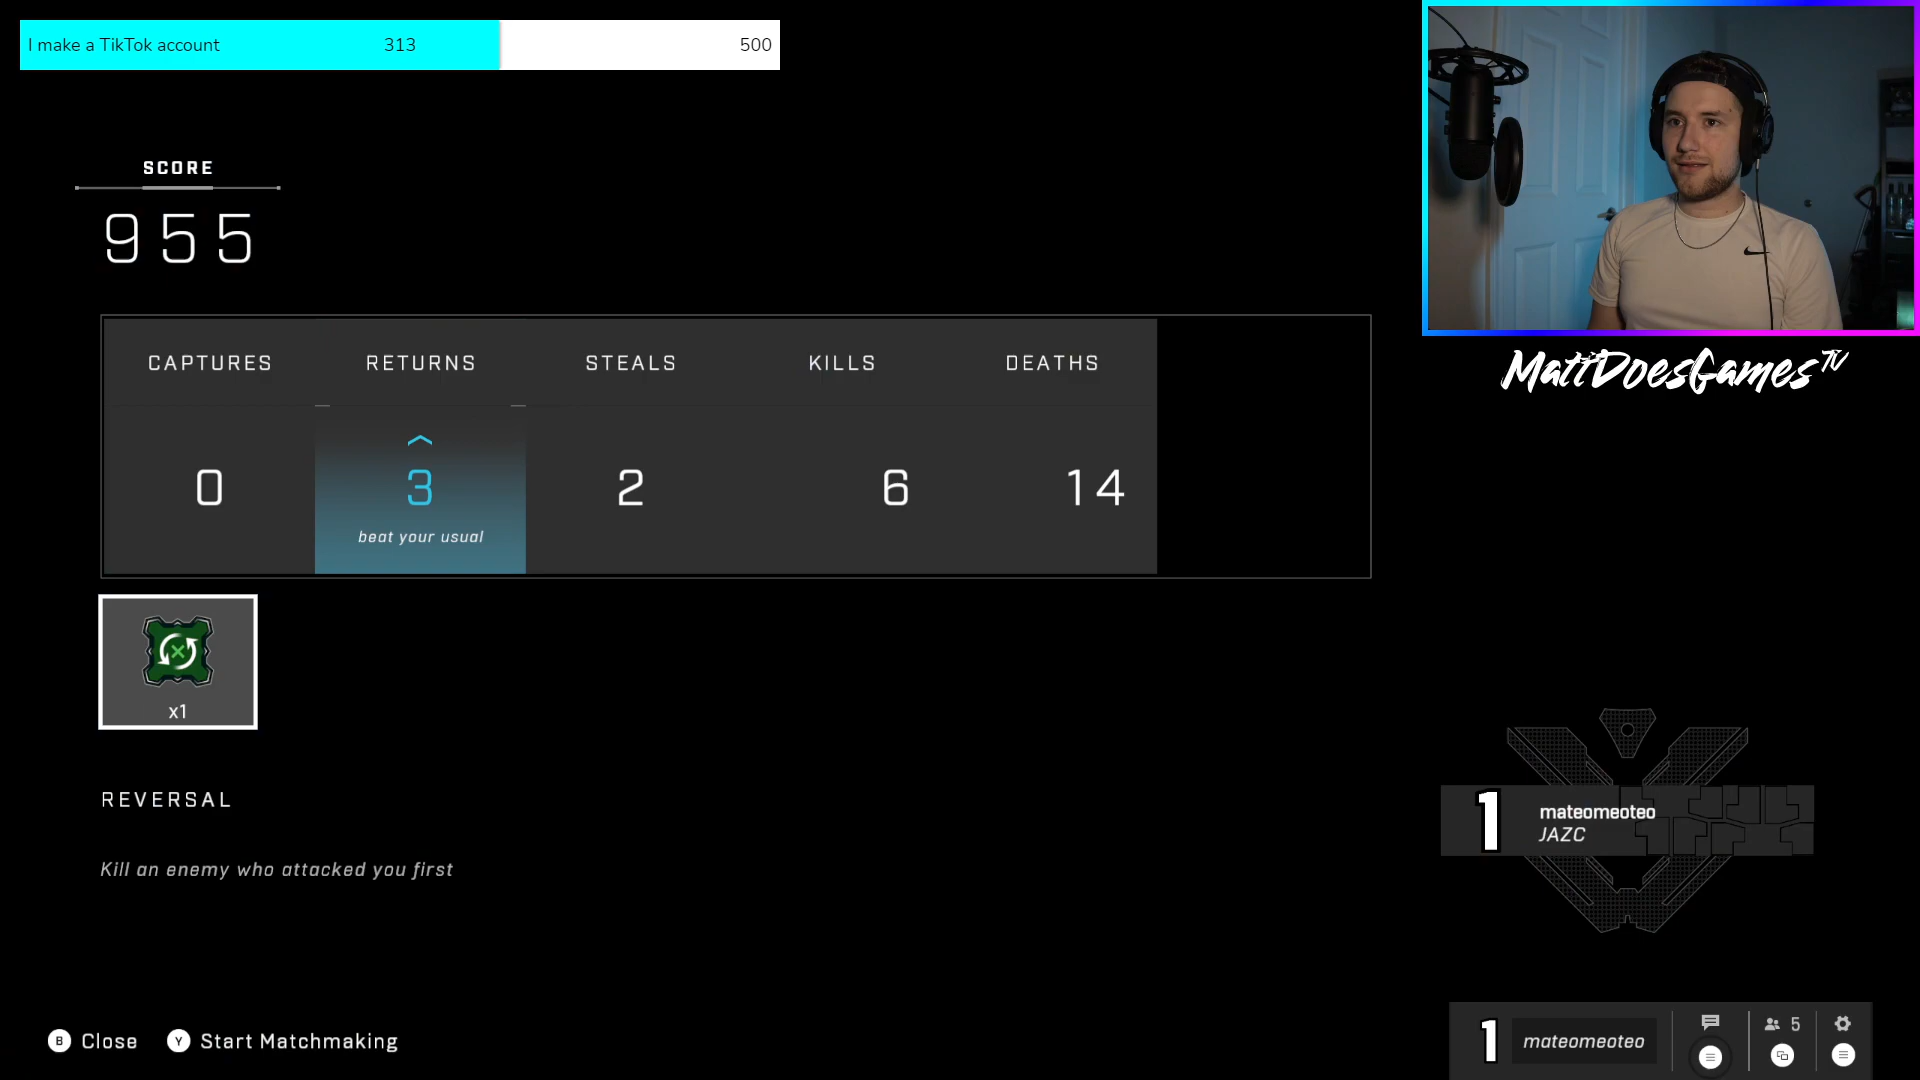 I make a TikTok account 313 500
SCORE
955
CAPTURES RETURNS STEALS KILLS DEATHS
0 3 2 6 14
beat your usual
x1
REVERSAL
Kill an enemy who attacked you first
B Close Y Start Matchmaking
MattDoesGamesTV
1 mateomeoteo
JAZC
1 mateomeoteo 5